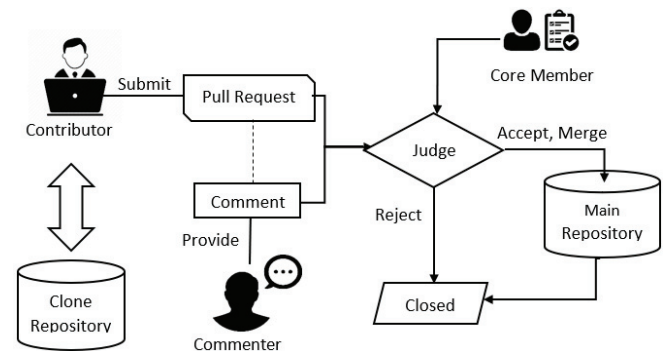 Contributor
Submit
Pull Request
Core Member
Judge
Accept, Merge
Comment
Provide
Reject
Main
Repository
Clone
Repository
Commenter
Closed